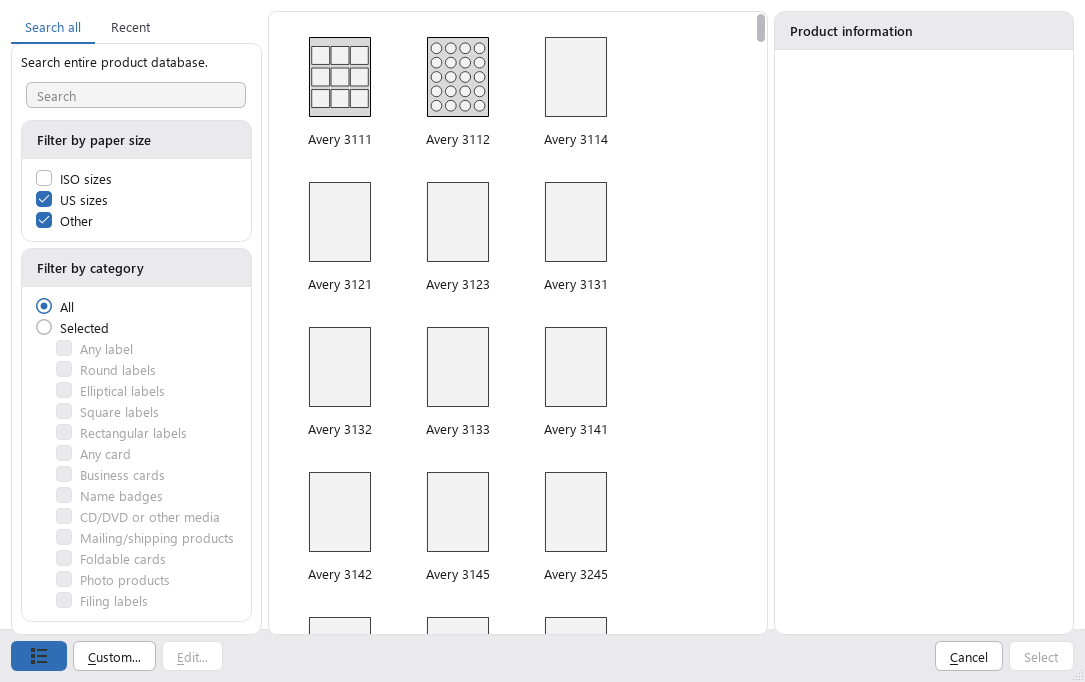 Search all
Recent
Search entire product database.
Search
Filter by paper size
ISO sizes
US sizes
Other
Filter by category
All
Selected
Any label
Round labels
Elliptical labels
Square labels
Rectangular labels
Any card
Business cards
Name badges
CD/DVD or other media
Mailing/shipping products
Foldable cards
Photo products
Filing labels
Avery 3111
Avery 3112
Avery 3114
Avery 3121
Avery 3123
Avery 3131
Avery 3132
Avery 3133
Avery 3141
Avery 3142
Avery 3145
Avery 3245
Product information
Custom...
Edit...
Cancel
Select